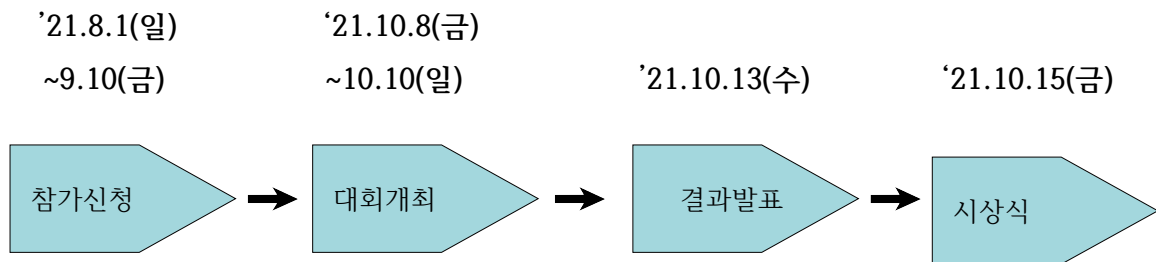 ’21.8.1(일)
~9.10(금)
‘21.10.8(금)
~10.10(일)
’21.10.13(수)
‘21.10.15(금)
참가신청
대회개최
결과발표
시상식